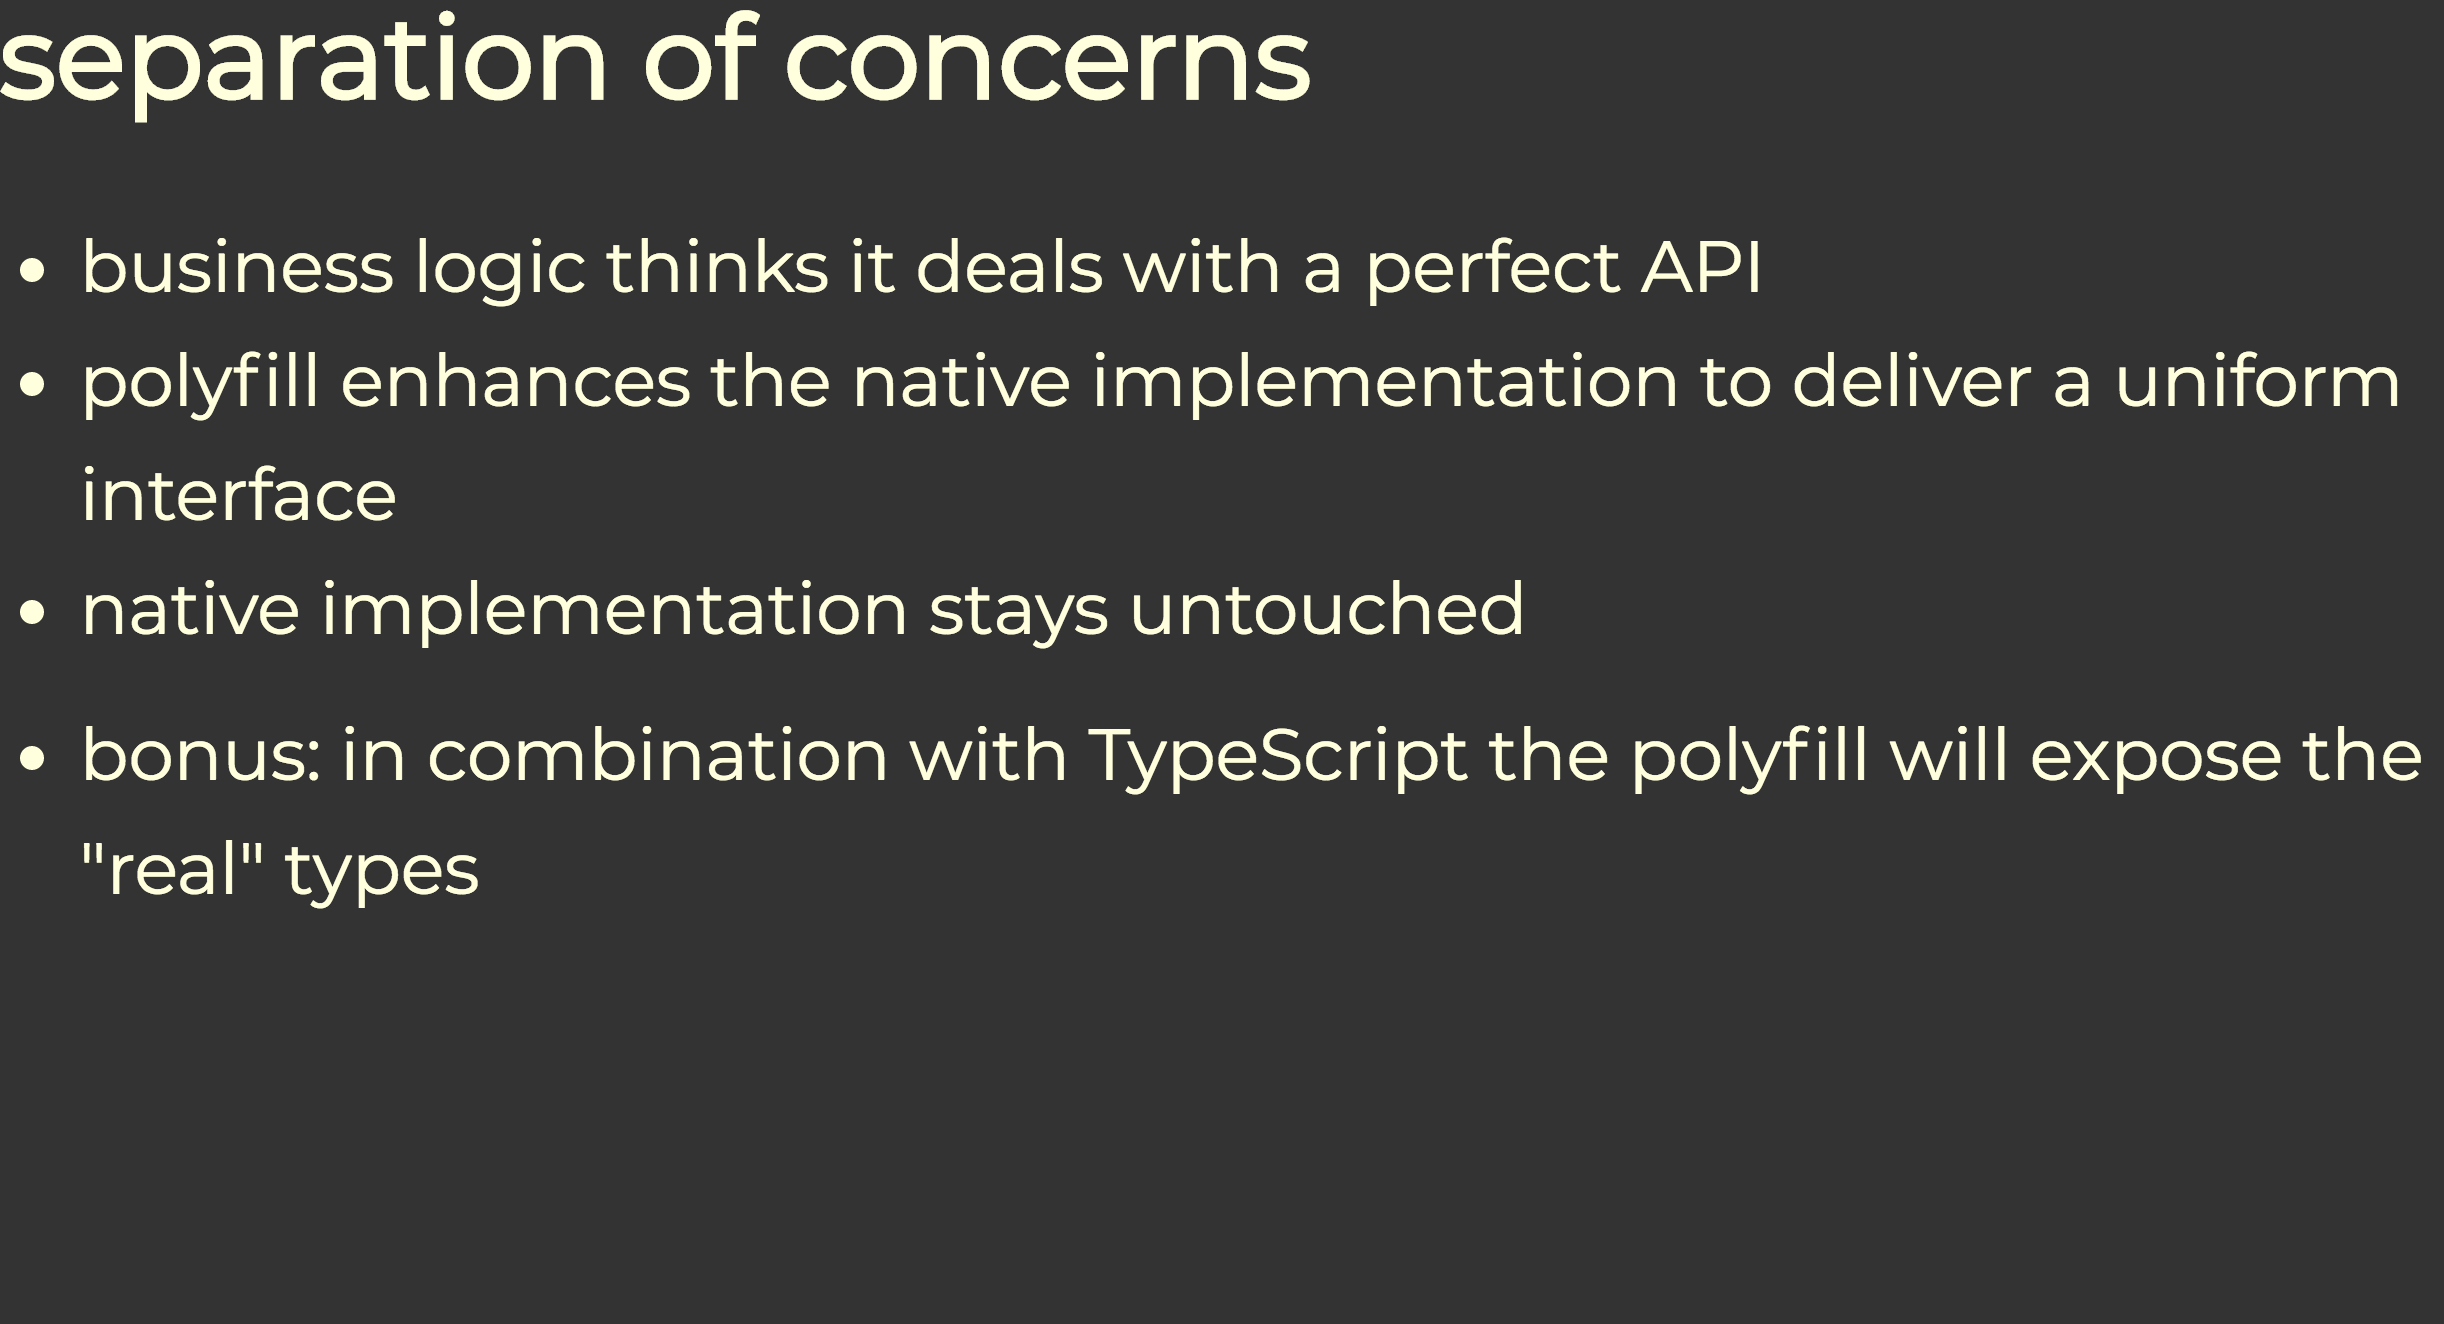 separation of concerns
• business logic thinks it deals with a perfect API
• polyfill enhances the native implementation to deliver a uniform
interface
• native implementation stays untouched
• bonus: in combination with TypeScript the polyfill will expose the
"real" types